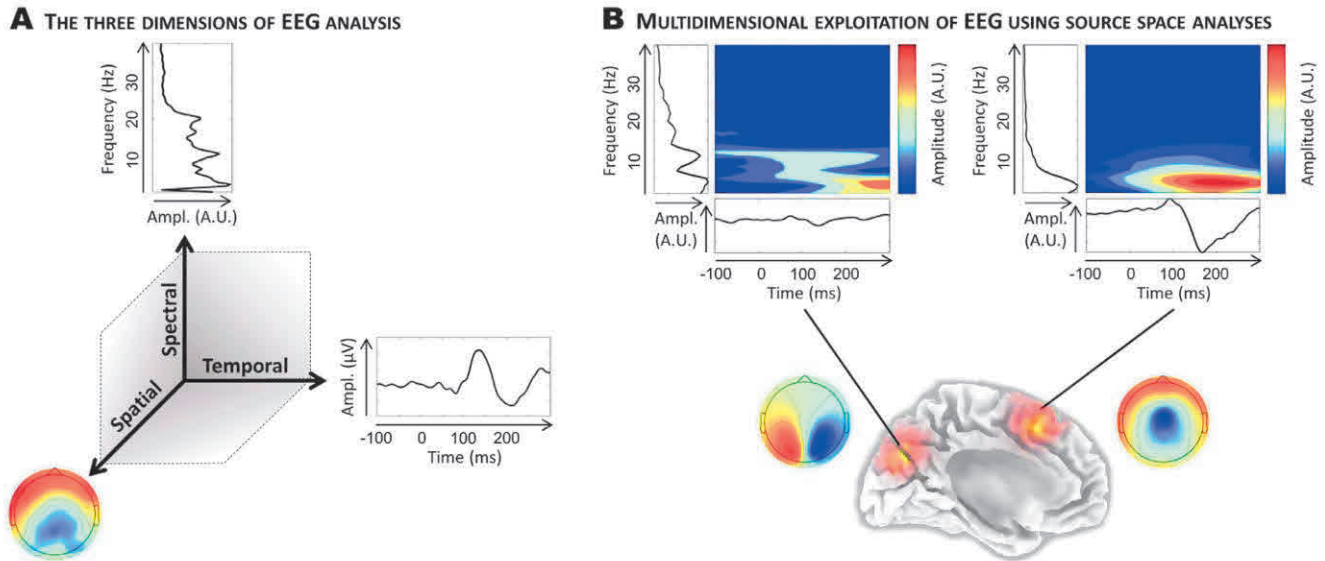 A THE THREE DIMENSIONS OF EEG ANALYSIS
Frequency (Hz)
30
20
10
Ampl. (A.U.)
Spectral
Temporal
Spatial
Ampl. (µV)
-100 0 100 200
Time (ms)
B MULTIDIMENSIONAL EXPLOITATION OF EEG USING SOURCE SPACE ANALYSES
Frequency (Hz)
30
20
10
Amplitude (A.U.)
Ampl.
(A.U.)
-100 0 100 200
Time (ms)
Frequency (Hz)
30
20
10
Amplitude (A.U.)
Ampl.
(A.U.)
-100 0 100 200
Time (ms)